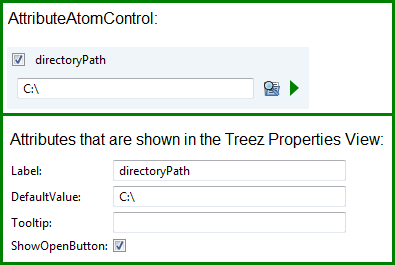 AttributeAtomControl:
directoryPath
C:\
Attributes that are shown in the Treez Properties View:
Label: directoryPath
DefaultValue: C:\
Tooltip:
ShowOpenButton: